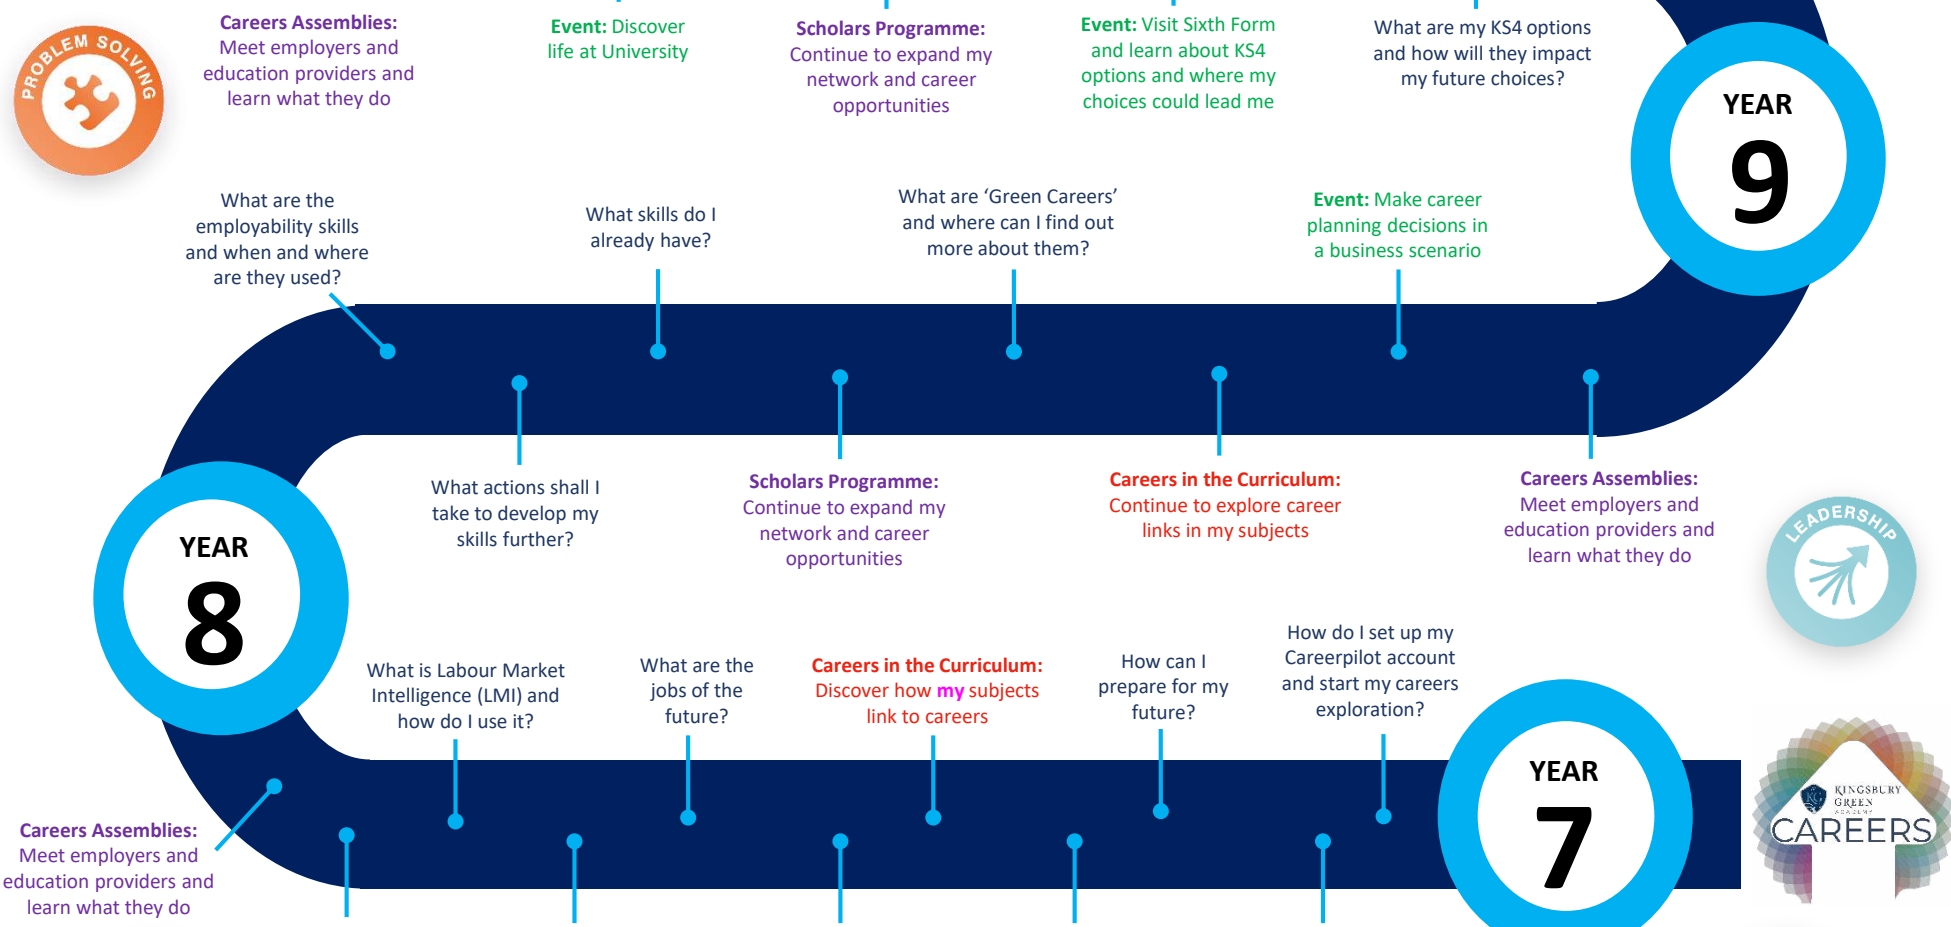 PROBLEM SOLVING
Careers Assemblies:
Meet employers and
education providers and
learn what they do
Event: Discover
life at University
Scholars Programme:
Continue to expand my
network and career
opportunities
Event: Visit Sixth Form
and learn about KS4
options and where my
choices could lead me
What are my KS4 options
and how will they impact
my future choices?
YEAR
9
What are the
employability skills
and when and where
are they used?
What skills do I
already have?
What are ‘Green Careers’
and where can I find out
more about them?
Event: Make career
planning decisions in
a business scenario
What actions shall I
take to develop my
skills further?
Scholars Programme:
Continue to expand my
network and career
opportunities
Careers in the Curriculum:
Continue to explore career
links in my subjects
Careers Assemblies:
Meet employers and
education providers and
learn what they do
LEADERSHIP
YEAR
8
What is Labour Market
Intelligence (LMI) and
how do I use it?
What are the
jobs of the
future?
Careers in the Curriculum:
Discover how my subjects
link to careers
How can I
prepare for my
future?
How do I set up my
Careerpilot account
and start my careers
exploration?
YEAR
7
Careers Assemblies:
Meet employers and
education providers and
learn what they do
KG
KINGSBURY
GREEN
ACADEMY
CAREERS